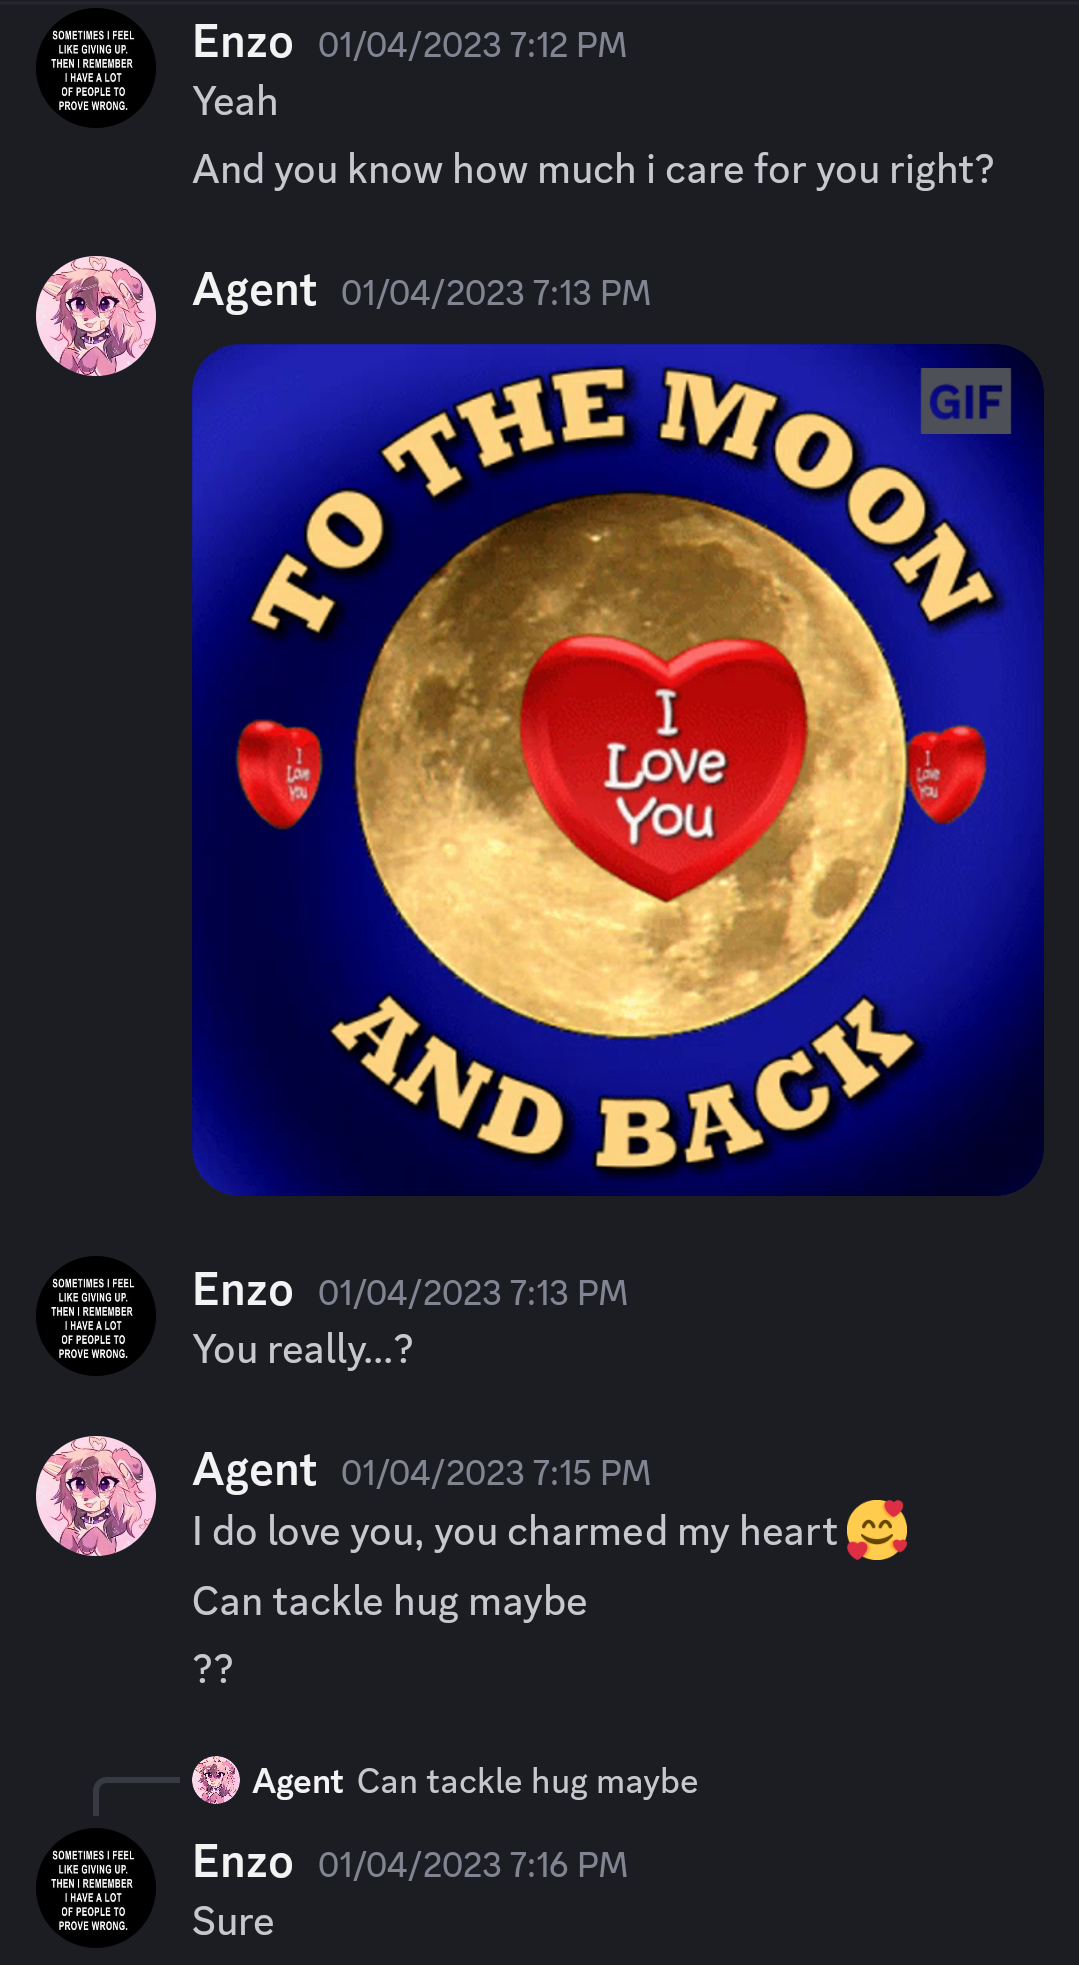 SOMETIMES I FEEL
LIKE GIVING UP.
THEN I REMEMBER
I HAVE A LOT
OF PEOPLE TO
PROVE WRONG.
Enzo 01/04/2023 7:12 PM
Yeah
And you know how much i care for you right?
Agent 01/04/2023 7:13 PM
GIF
TO THE MOON
I
Love
You
I
Love
You
I
Love
You
AND BACK
SOMETIMES I FEEL
LIKE GIVING UP.
THEN I REMEMBER
I HAVE A LOT
OF PEOPLE TO
PROVE WRONG.
Enzo 01/04/2023 7:13 PM
You really...?
Agent 01/04/2023 7:15 PM
I do love you, you charmed my heart 🥰
Can tackle hug maybe
??
Agent Can tackle hug maybe
SOMETIMES I FEEL
LIKE GIVING UP.
THEN I REMEMBER
I HAVE A LOT
OF PEOPLE TO
PROVE WRONG.
Enzo 01/04/2023 7:16 PM
Sure